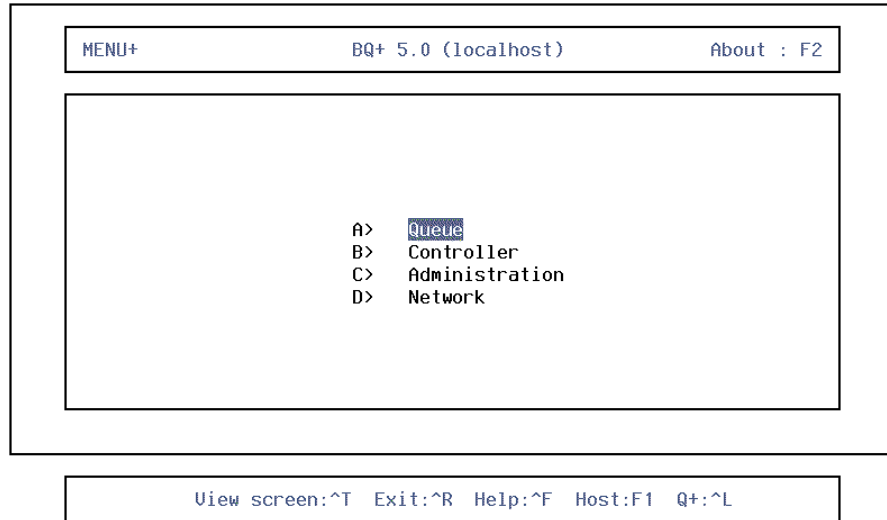 MENU+ BQ+ 5.0 (localhost) About : F2
A> Queue
B> Controller
C> Administration
D> Network
View screen:^T Exit:^R Help:^F Host:F1 Q+:^L